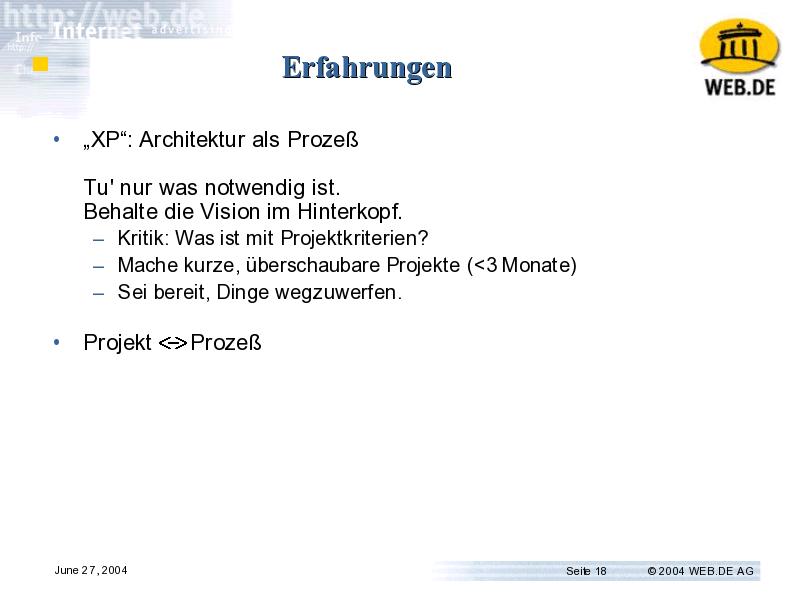 http://web.de
Internet advertising
Info
http://
WEB.DE
Erfahrungen
• „XP“: Architektur als Prozeß
Tu' nur was notwendig ist.
Behalte die Vision im Hinterkopf.
– Kritik: Was ist mit Projektkriterien?
– Mache kurze, überschaubare Projekte (<3 Monate)
– Sei bereit, Dinge wegzuwerfen.
• Projekt <–> Prozeß
June 27, 2004
Seite 18
© 2004 WEB.DE AG